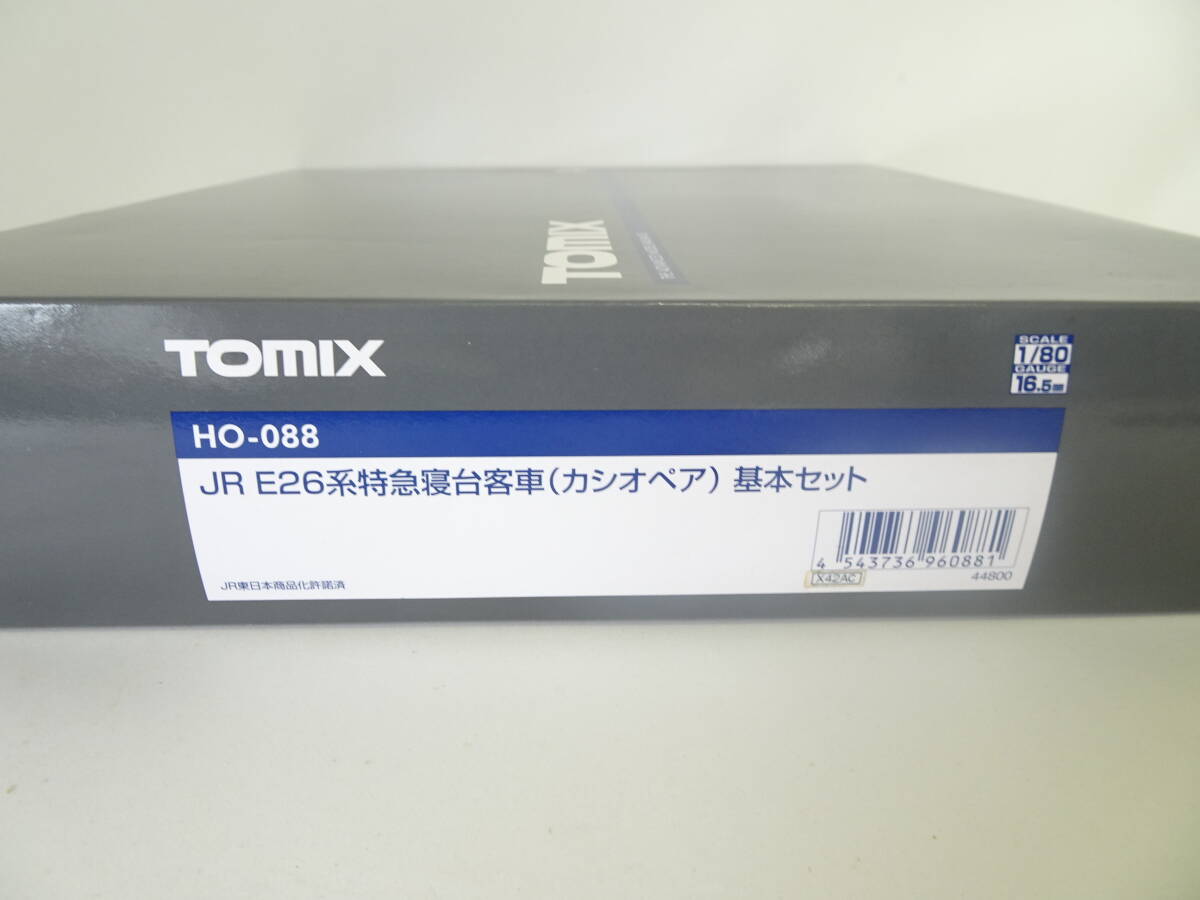 TOMIX
TOMIX
SCALE
1/80
GAUGE
16.5mm
HO-088
JR E26系特急寝台客車(カシオペア) 基本セット
4 543736 960881
X42AC
44800
JR東日本商品化許諾済